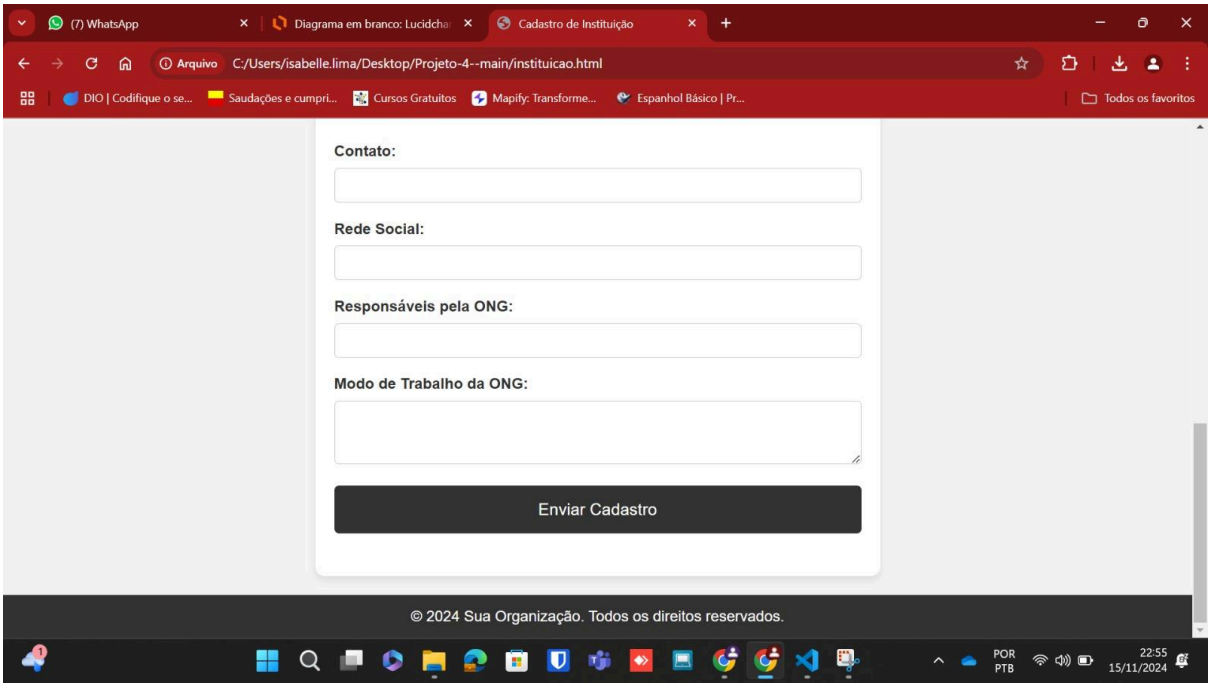 (7) WhatsApp
Diagrama em branco: Lucidchar
Cadastro de Instituição
Arquivo
C:/Users/isabelle.lima/Desktop/Projeto-4--main/instituicao.html
DIO | Codifique o se...
Saudações e cumpri...
Cursos Gratuitos
Mapify: Transforme...
Espanhol Básico | Pr...
Todos os favoritos
Contato:
Rede Social:
Responsáveis pela ONG:
Modo de Trabalho da ONG:
Enviar Cadastro
© 2024 Sua Organização. Todos os direitos reservados.
1
POR
PTB
22:55
15/11/2024